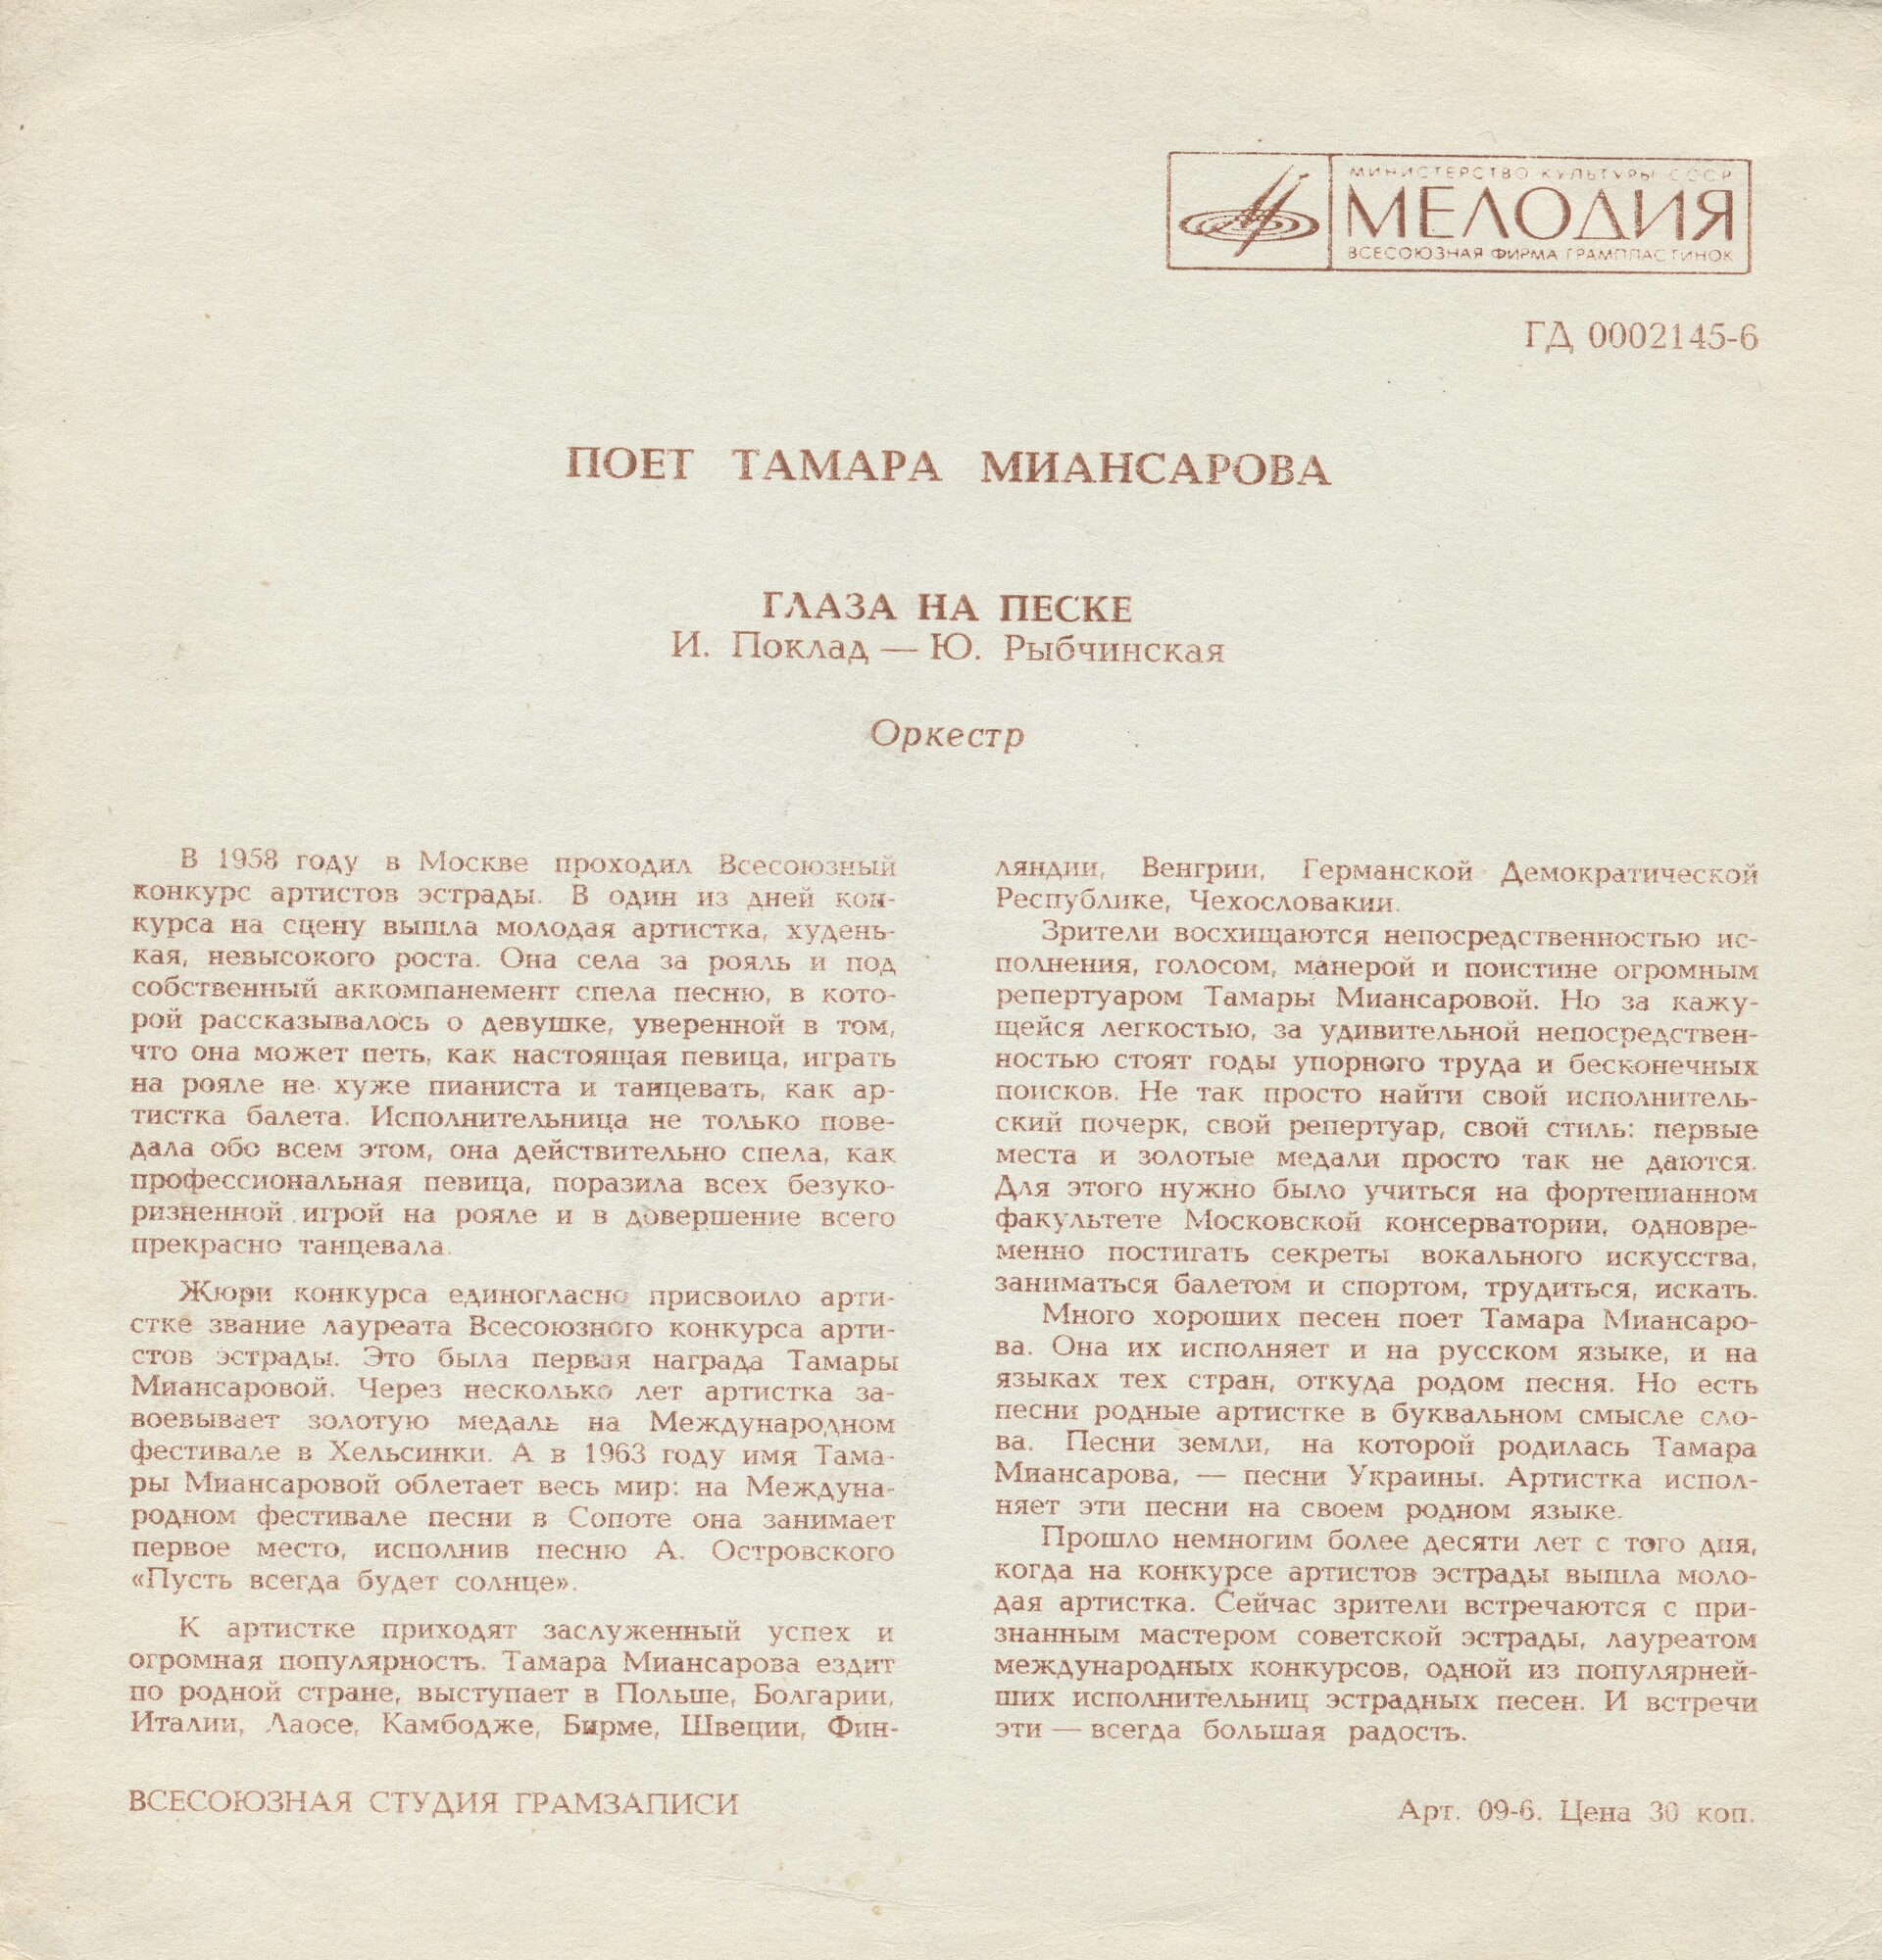 МИНИСТЕРСТВО КУЛЬТУРЫ СССР
МЕЛОДИЯ
ВСЕСОЮЗНАЯ ФИРМА ГРАМПЛАСТИНОК
ГД 0002145-6
ПОЕТ ТАМАРА МИАНСАРОВА
ГЛАЗА НА ПЕСКЕ
И. Поклад — Ю. Рыбчинская
Оркестр
В 1958 году в Москве проходил Всесоюзный
конкурс артистов эстрады. В один из дней кон-
курса на сцену вышла молодая артистка, худень-
кая, невысокого роста. Она села за рояль и под
собственный аккомпанемент спела песню, в кото-
рой рассказывалось о девушке, уверенной в том,
что она может петь, как настоящая певица, играть
на рояле не хуже пианиста и танцевать, как ар-
тистка балета. Исполнительница не только пове-
дала обо всем этом, она действительно спела, как
профессиональная певица, поразила всех безуко-
ризненной игрой на рояле и в довершение всего
прекрасно танцевала.
Жюри конкурса единогласно присвоило арти-
стке звание лауреата Всесоюзного конкурса арти-
стов эстрады. Это была первая награда Тамары
Миансаровой. Через несколько лет артистка за-
воевывает золотую медаль на Международном
фестивале в Хельсинки. А в 1963 году имя Тама-
ры Миансаровой облетает весь мир: на Междуна-
родном фестивале песни в Сопоте она занимает
первое место, исполнив песню А. Островского
«Пусть всегда будет солнце».
К артистке приходят заслуженный успех и
огромная популярность. Тамара Миансарова ездит
по родной стране, выступает в Польше, Болгарии,
Италии, Лаосе, Камбодже, Бирме, Швеции, Фин-
ляндии, Венгрии, Германской Демократической
Республике, Чехословакии.
Зрители восхищаются непосредственностью ис-
полнения, голосом, манерой и поистине огромным
репертуаром Тамары Миансаровой. Но за кажу-
щейся легкостью, за удивительной непосредствен-
ностью стоят годы упорного труда и бесконечных
поисков. Не так просто найти свой исполнитель-
ский почерк, свой репертуар, свой стиль: первые
места и золотые медали просто так не даются.
Для этого нужно было учиться на фортепианном
факультете Московской консерватории, одновре-
менно постигать секреты вокального искусства,
заниматься балетом и спортом, трудиться, искать.
Много хороших песен поет Тамара Миансаро-
ва. Она их исполняет и на русском языке, и на
языках тех стран, откуда родом песня. Но есть
песни родные артистке в буквальном смысле сло-
ва. Песни земли, на которой родилась Тамара
Миансарова, — песни Украины. Артистка испол-
няет эти песни на своем родном языке.
Прошло немногим более десяти лет с того дня,
когда на конкурсе артистов эстрады вышла моло-
дая артистка. Сейчас зрители встречаются с при-
знанным мастером советской эстрады, лауреатом
международных конкурсов, одной из популярней-
ших исполнительниц эстрадных песен. И встречи
эти — всегда большая радость.
ВСЕСОЮЗНАЯ СТУДИЯ ГРАМЗАПИСИ
Арт. 09-6. Цена 30 коп.